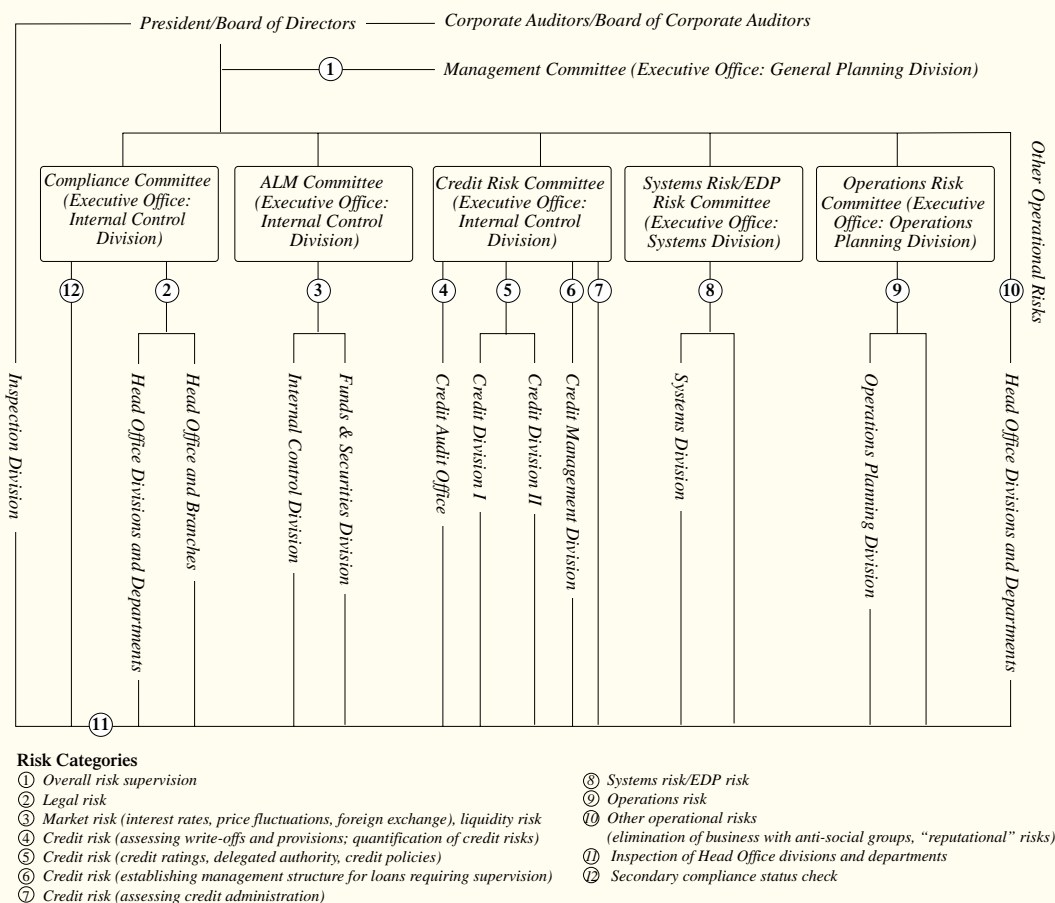 President/Board of Directors
Corporate Auditors/Board of Corporate Auditors
1
Management Committee (Executive Office: General Planning Division)
Other Operational Risks
Compliance Committee
(Executive Office:
Internal Control
Division)
ALM Committee
(Executive Office:
Internal Control
Division)
Credit Risk Committee
(Executive Office:
Internal Control
Division)
Systems Risk/EDP
Risk Committee
(Executive Office:
Systems Division)
Operations Risk
Committee (Executive
Office: Operations
Planning Division)
12
2
3
4
5
6
7
8
9
10
Inspection Division
Head Office Divisions and Departments
Head Office and Branches
Internal Control Division
Funds & Securities Division
Credit Audit Office
Credit Division I
Credit Division II
Credit Management Division
Systems Division
Operations Planning Division
Head Office Divisions and Departments
11
Risk Categories
① Overall risk supervision
② Legal risk
③ Market risk (interest rates, price fluctuations, foreign exchange), liquidity risk
④ Credit risk (assessing write-offs and provisions; quantification of credit risks)
⑤ Credit risk (credit ratings, delegated authority, credit policies)
⑥ Credit risk (establishing management structure for loans requiring supervision)
⑦ Credit risk (assessing credit administration)
⑧ Systems risk/EDP risk
⑨ Operations risk
⑩ Other operational risks
(elimination of business with anti-social groups, “reputational” risks)
⑪ Inspection of Head Office divisions and departments
⑫ Secondary compliance status check